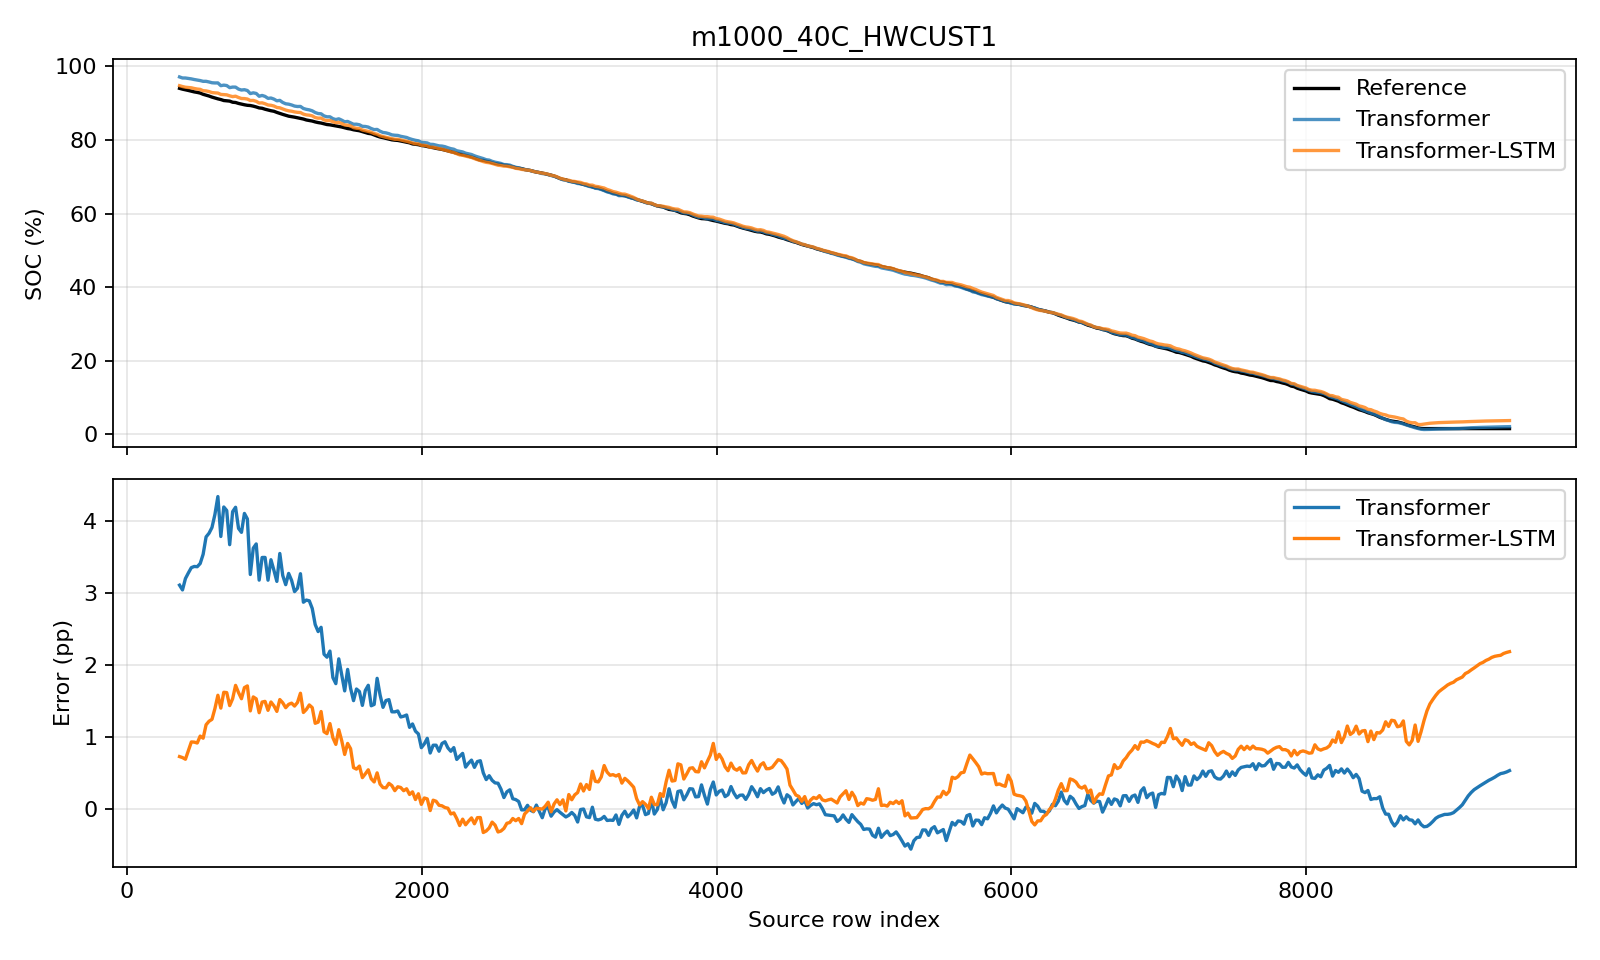 m1000_40C_HWCUST1
100
80
60
40
20
0
SOC (%)
Reference
Transformer
Transformer-LSTM
4
3
2
1
0
Error (pp)
Transformer
Transformer-LSTM
0 2000 4000 6000 8000
Source row index